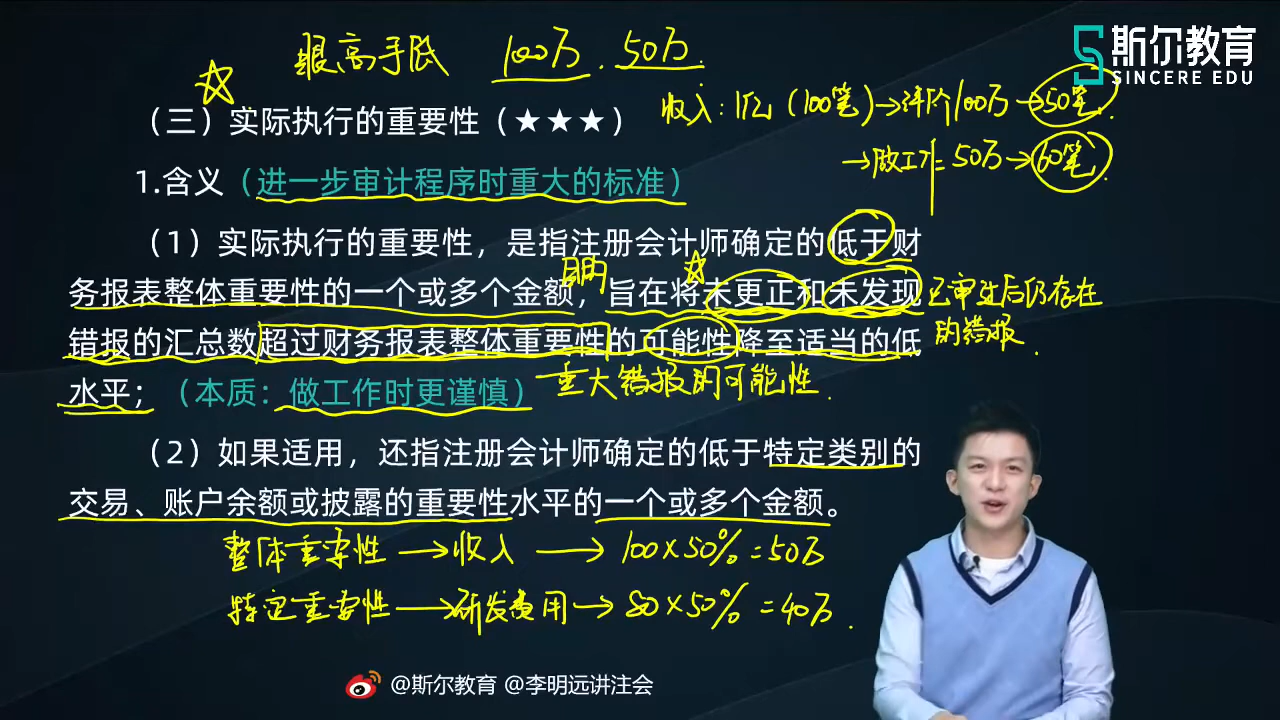 眼高手低 100万. 50万.
斯尔教育
SINCERE EDU
收入: 1亿 (100笔)→评价100万→50笔.
（三）实际执行的重要性（★★★）
→做工作 50万→60笔.
1.含义（进一步审计程序时重大的标准）
（1）实际执行的重要性，是指注册会计师确定的低于财
务报表整体重要性的一个或多个金额，旨在将未更正和未发现
目的
已审定后仍存在
的错报.
错报的汇总数超过财务报表整体重要性的可能性降至适当的低
水平；（本质：做工作时更谨慎）
重大错报的可能性.
（2）如果适用，还指注册会计师确定的低于特定类别的
交易、账户余额或披露的重要性水平的一个或多个金额。
整体重要性→收入→100×50%=50万
特定重要性→研发费用→80×50%=40万.
@斯尔教育 @李明远讲注会